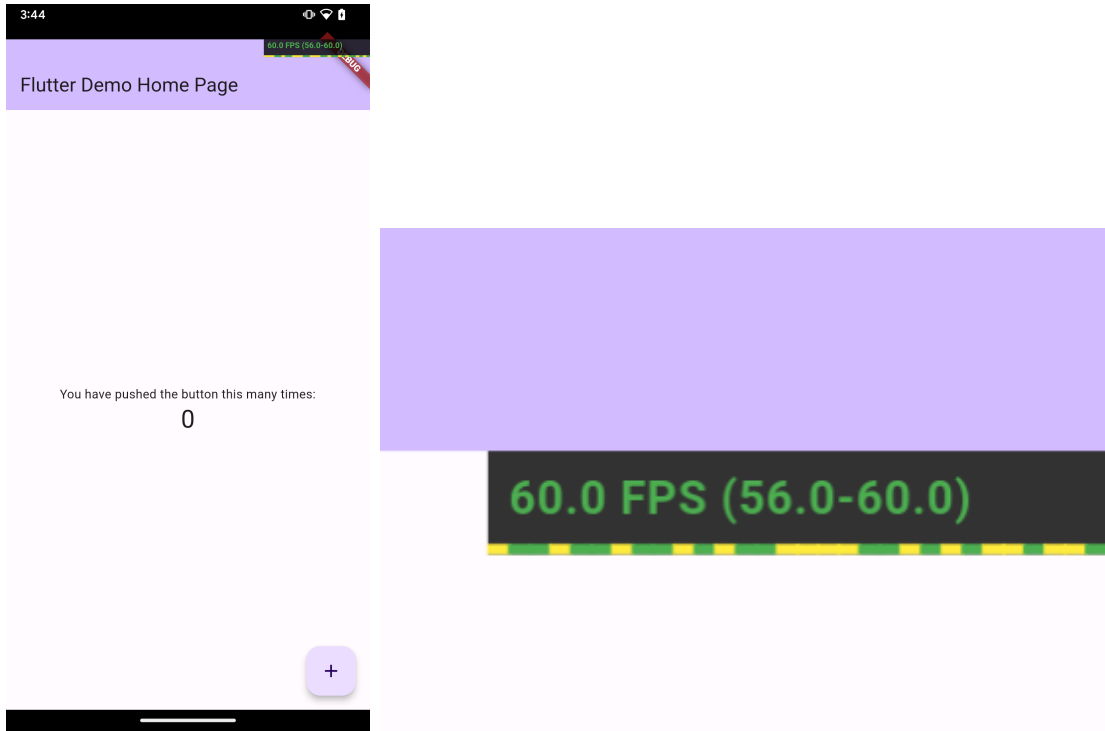 3:44
60.0 FPS (56.0-60.0)
Flutter Demo Home Page
You have pushed the button this many times:
0
+
60.0 FPS (56.0-60.0)